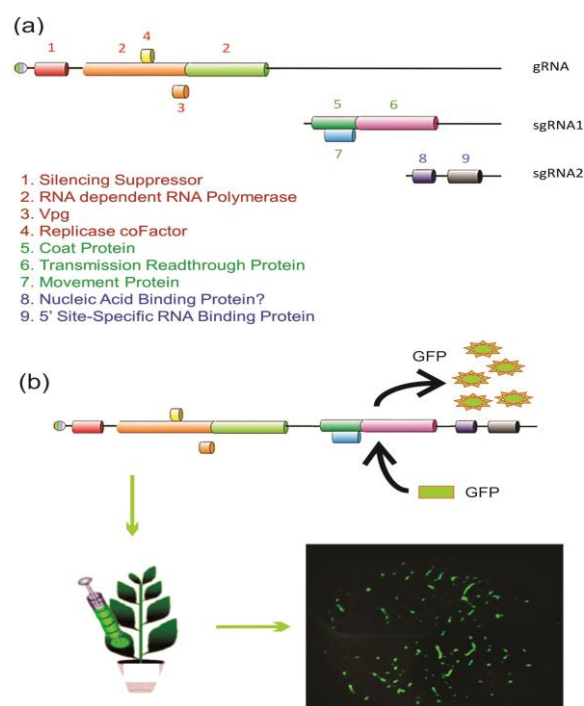 (a)
4
1 2 2
gRNA
3
5 6
sgRNA1
7
8 9
sgRNA2
1. Silencing Suppressor
2. RNA dependent RNA Polymerase
3. Vpg
4. Replicase coFactor
5. Coat Protein
6. Transmission Readthrough Protein
7. Movement Protein
8. Nucleic Acid Binding Protein?
9. 5' Site-Specific RNA Binding Protein
(b)
GFP
GFP